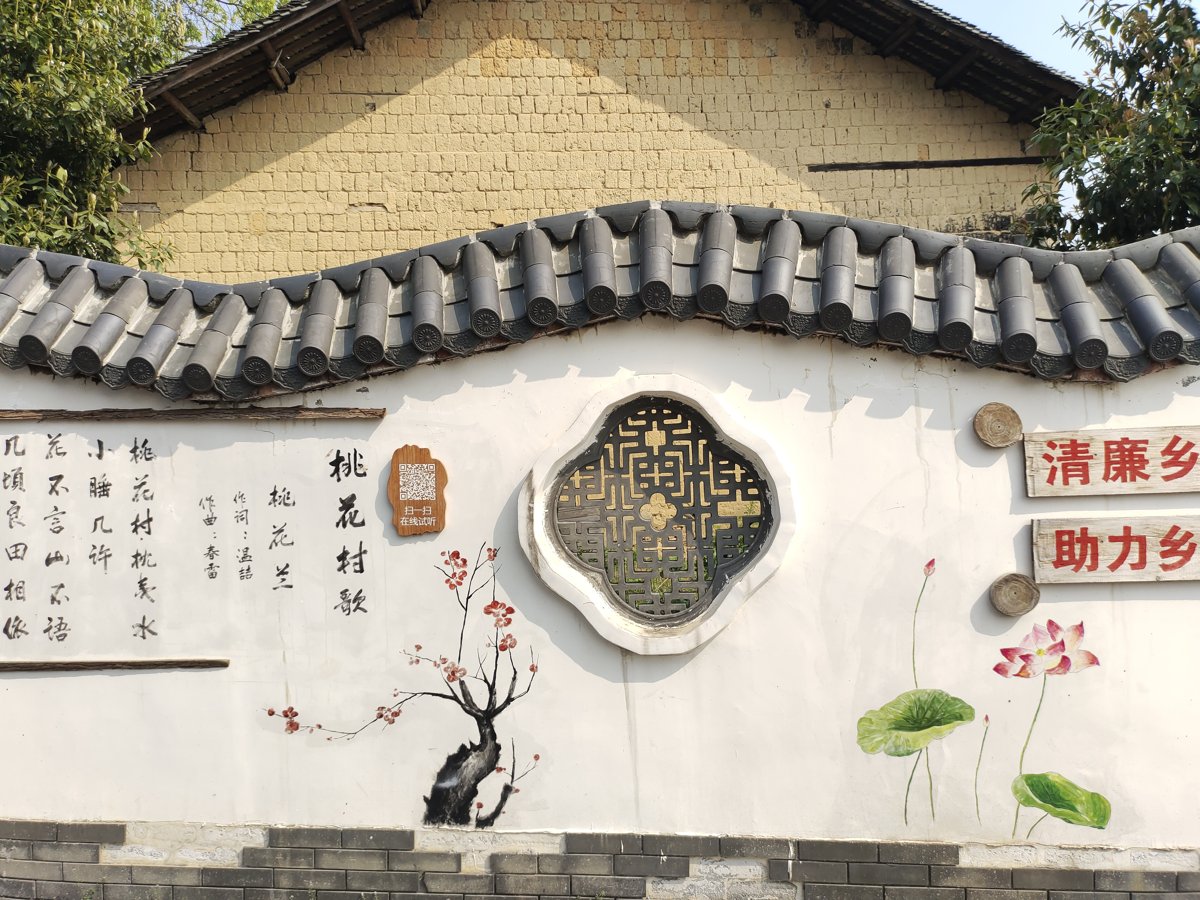 桃花村歌
桃花兰
作词：温喆
作曲：春雷
桃花村桃花水
小睡几许
花不言山不语
几顷良田相依
扫一扫
在线试听
清廉乡
助力乡